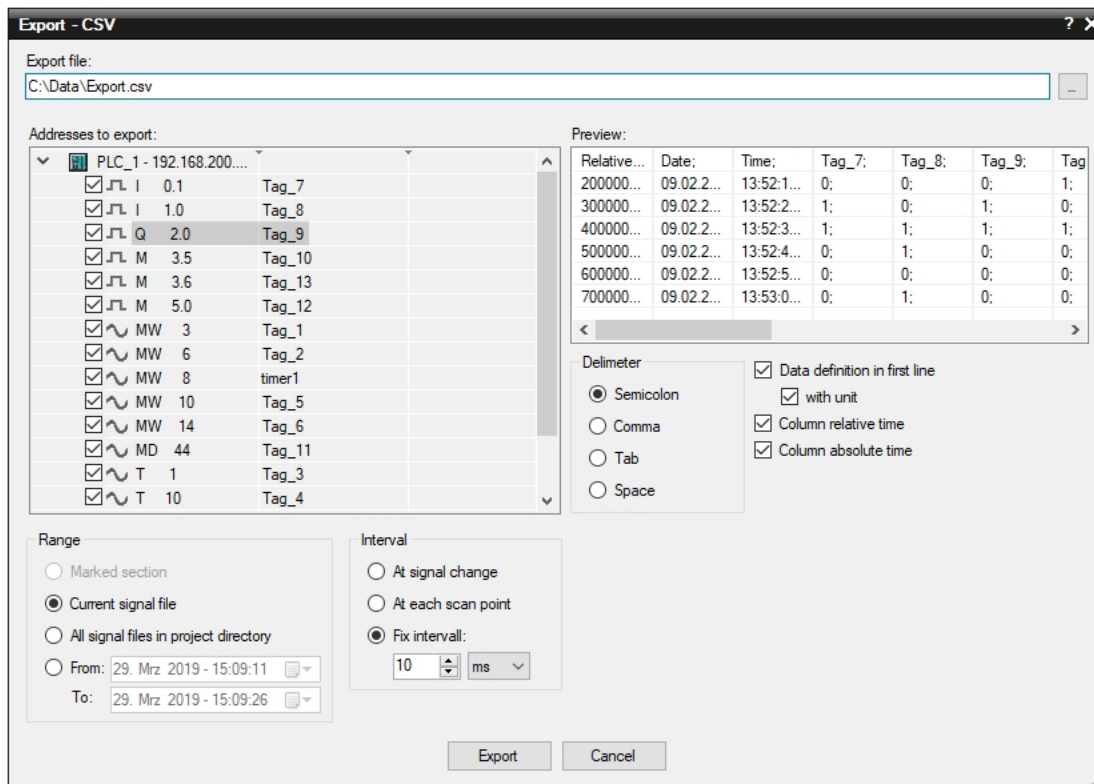 Export - CSV ?
Export file:
C:\Data\Export.csv ...
Addresses to export:
PLC_1 - 192.168.200....
I 0.1 Tag_7
I 1.0 Tag_8
Q 2.0 Tag_9
M 3.5 Tag_10
M 3.6 Tag_13
M 5.0 Tag_12
MW 3 Tag_1
MW 6 Tag_2
MW 8 timer1
MW 10 Tag_5
MW 14 Tag_6
MD 44 Tag_11
T 1 Tag_3
T 10 Tag_4
Preview:
Relative... Date; Time; Tag_7; Tag_8; Tag_9; Tag
200000... 09.02.2... 13:52:1... 0; 0; 0; 1;
300000... 09.02.2... 13:52:2... 1; 0; 1; 0;
400000... 09.02.2... 13:52:3... 1; 1; 1; 1;
500000... 09.02.2... 13:52:4... 0; 1; 0; 0;
600000... 09.02.2... 13:52:5... 0; 0; 0; 0;
700000... 09.02.2... 13:53:0... 0; 1; 0; 0;
Delimeter
Semicolon
Comma
Tab
Space
Data definition in first line
with unit
Column relative time
Column absolute time
Range
Marked section
Current signal file
All signal files in project directory
From: 29. Mrz 2019 - 15:09:11
To: 29. Mrz 2019 - 15:09:26
Interval
At signal change
At each scan point
Fix intervall:
10 ms
Export Cancel